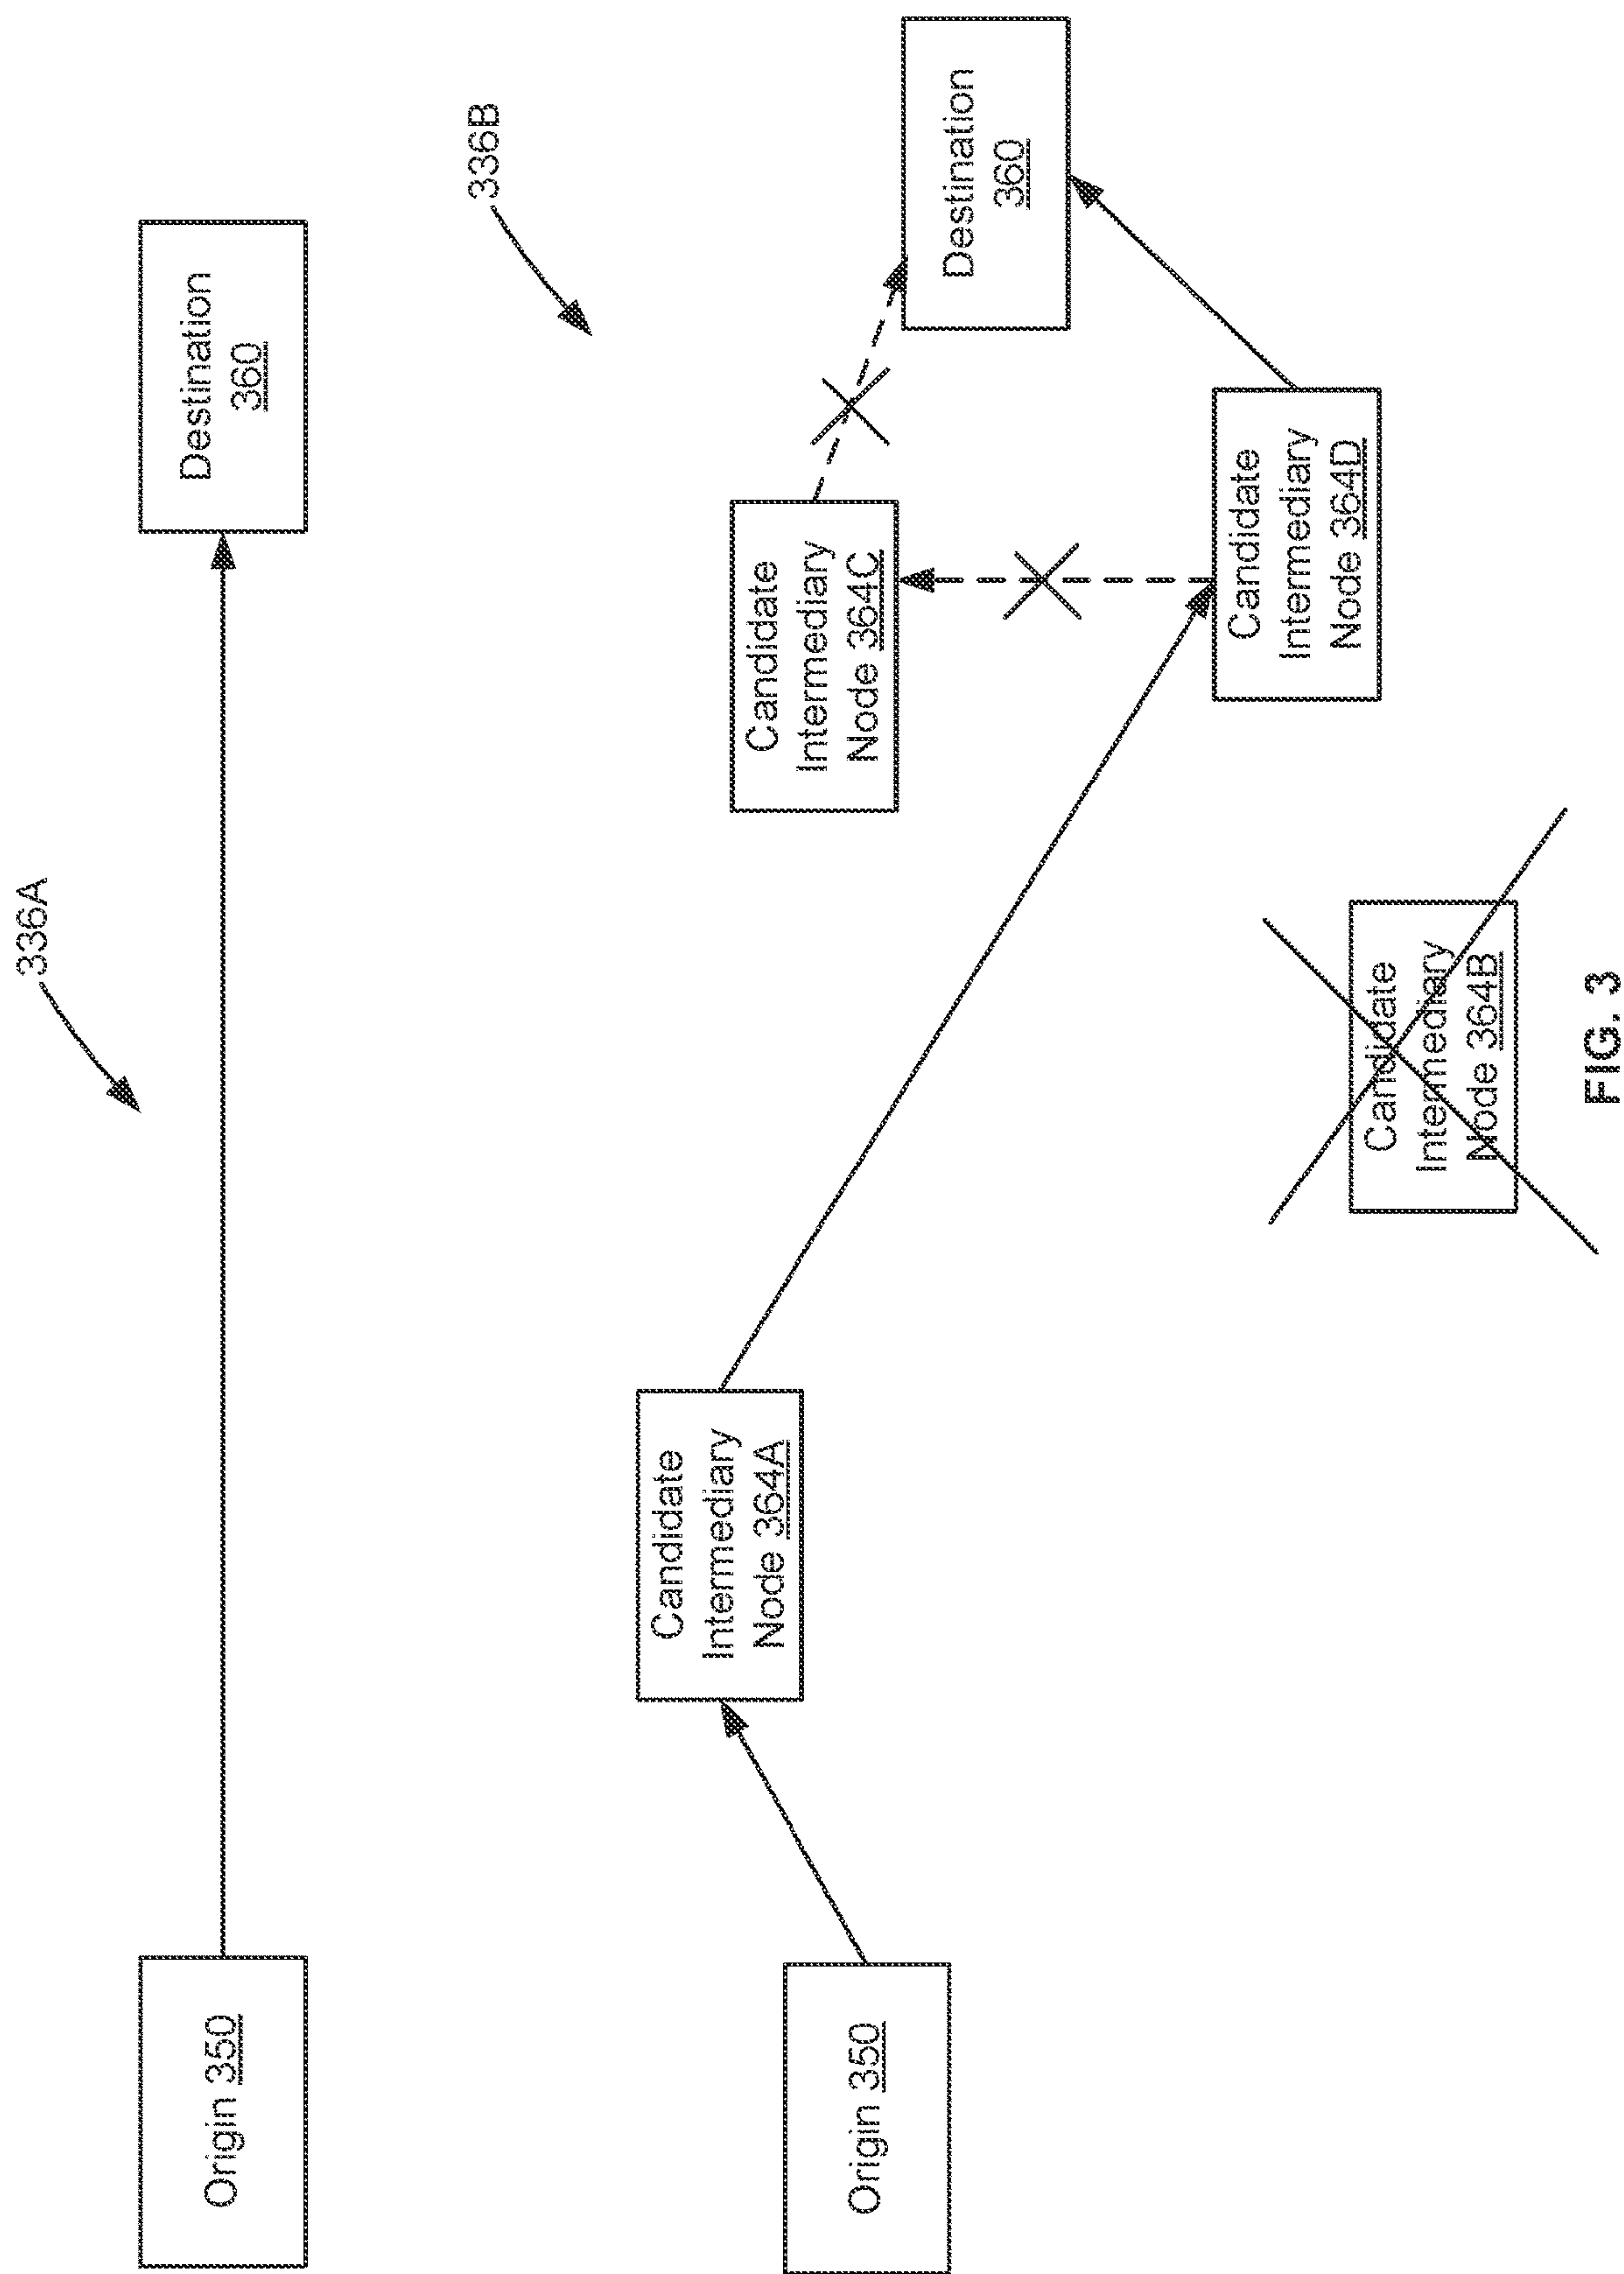 336A
Origin 350
Destination
360
336B
Origin 350
Candidate
Intermediary
Node 364A
Candidate
Intermediary
Node 364C
Destination
360
Candidate
Intermediary
Node 364D
Candidate
Intermediary
Node 364B
FIG. 3